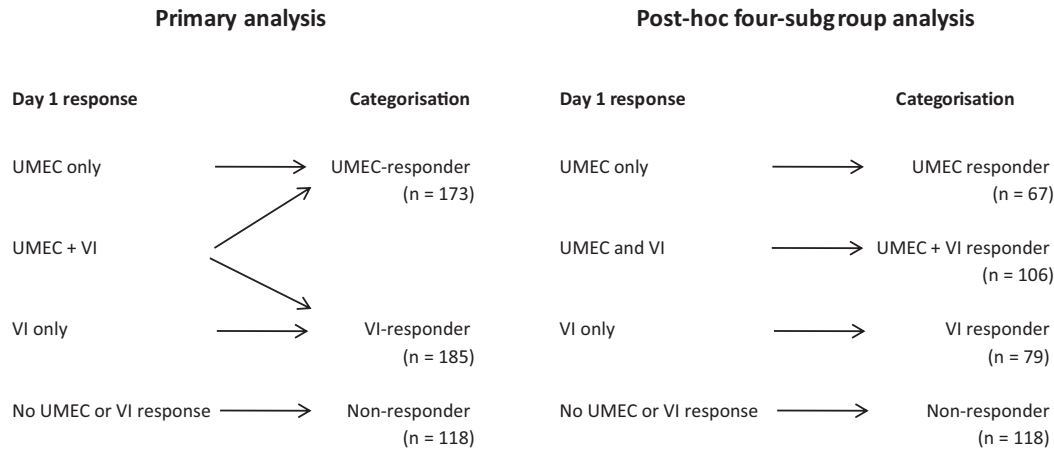 Primary analysis
Day 1 response Categorisation
UMEC only UMEC-responder
(n = 173)
UMEC + VI
VI only VI-responder
(n = 185)
No UMEC or VI response Non-responder
(n = 118)
Post-hoc four-subgroup analysis
Day 1 response Categorisation
UMEC only UMEC responder
(n = 67)
UMEC and VI UMEC + VI responder
(n = 106)
VI only VI responder
(n = 79)
No UMEC or VI response Non-responder
(n = 118)